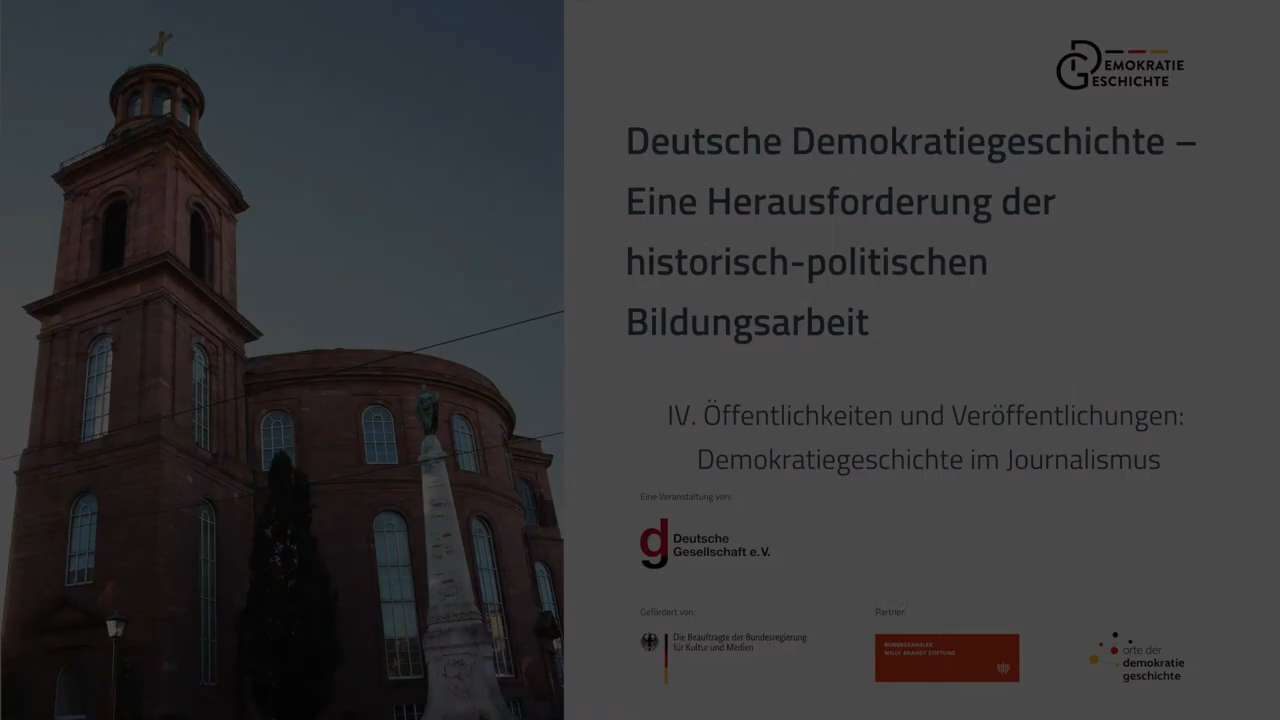 DEMOKRATIE
GESCHICHTE
Deutsche Demokratiegeschichte –
Eine Herausforderung der
historisch-politischen
Bildungsarbeit
IV. Öffentlichkeiten und Veröffentlichungen:
Demokratiegeschichte im Journalismus
Eine Veranstaltung von:
d Deutsche
Gesellschaft e.V.
Gefördert von:
Partner:
Die Beauftragte der Bundesregierung
für Kultur und Medien
BUNDESKANZLER
WILLY BRANDT STIFTUNG
orte der
demokratie
geschichte